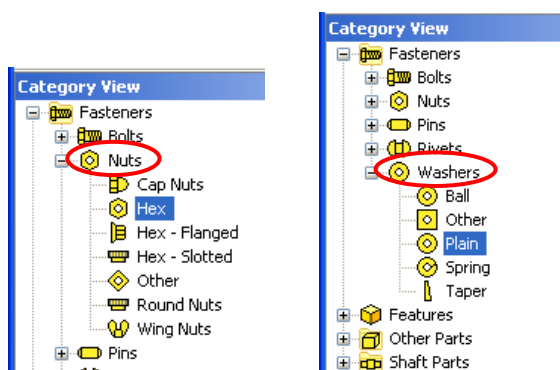 Category View
Fasteners
Bolts
Nuts
Cap Nuts
Hex
Hex - Flanged
Hex - Slotted
Other
Round Nuts
Wing Nuts
Pins
Category View
Fasteners
Bolts
Nuts
Pins
Rivets
Washers
Ball
Other
Plain
Spring
Taper
Features
Other Parts
Shaft Parts